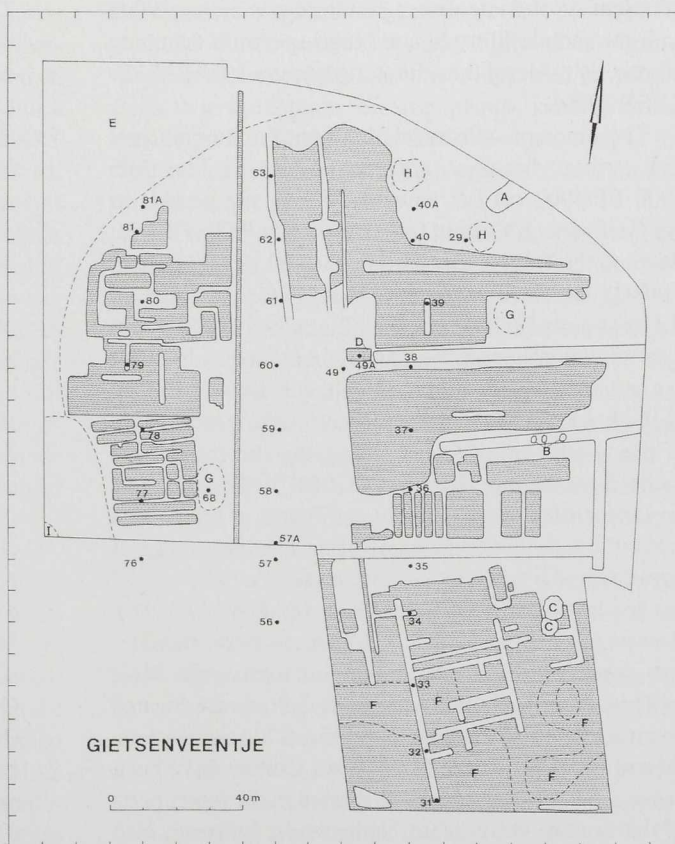 E
H
63
A
81A
40A
81
62
40
29
H
80
61
39
G
D
79
60
49
49A
38
78
59
37
B
G
77
68
58
36
I
57A
76
57
35
C
34
C
56
33
F
F
F
GIETSENVEENTJE
32
F
F
0 40m
31